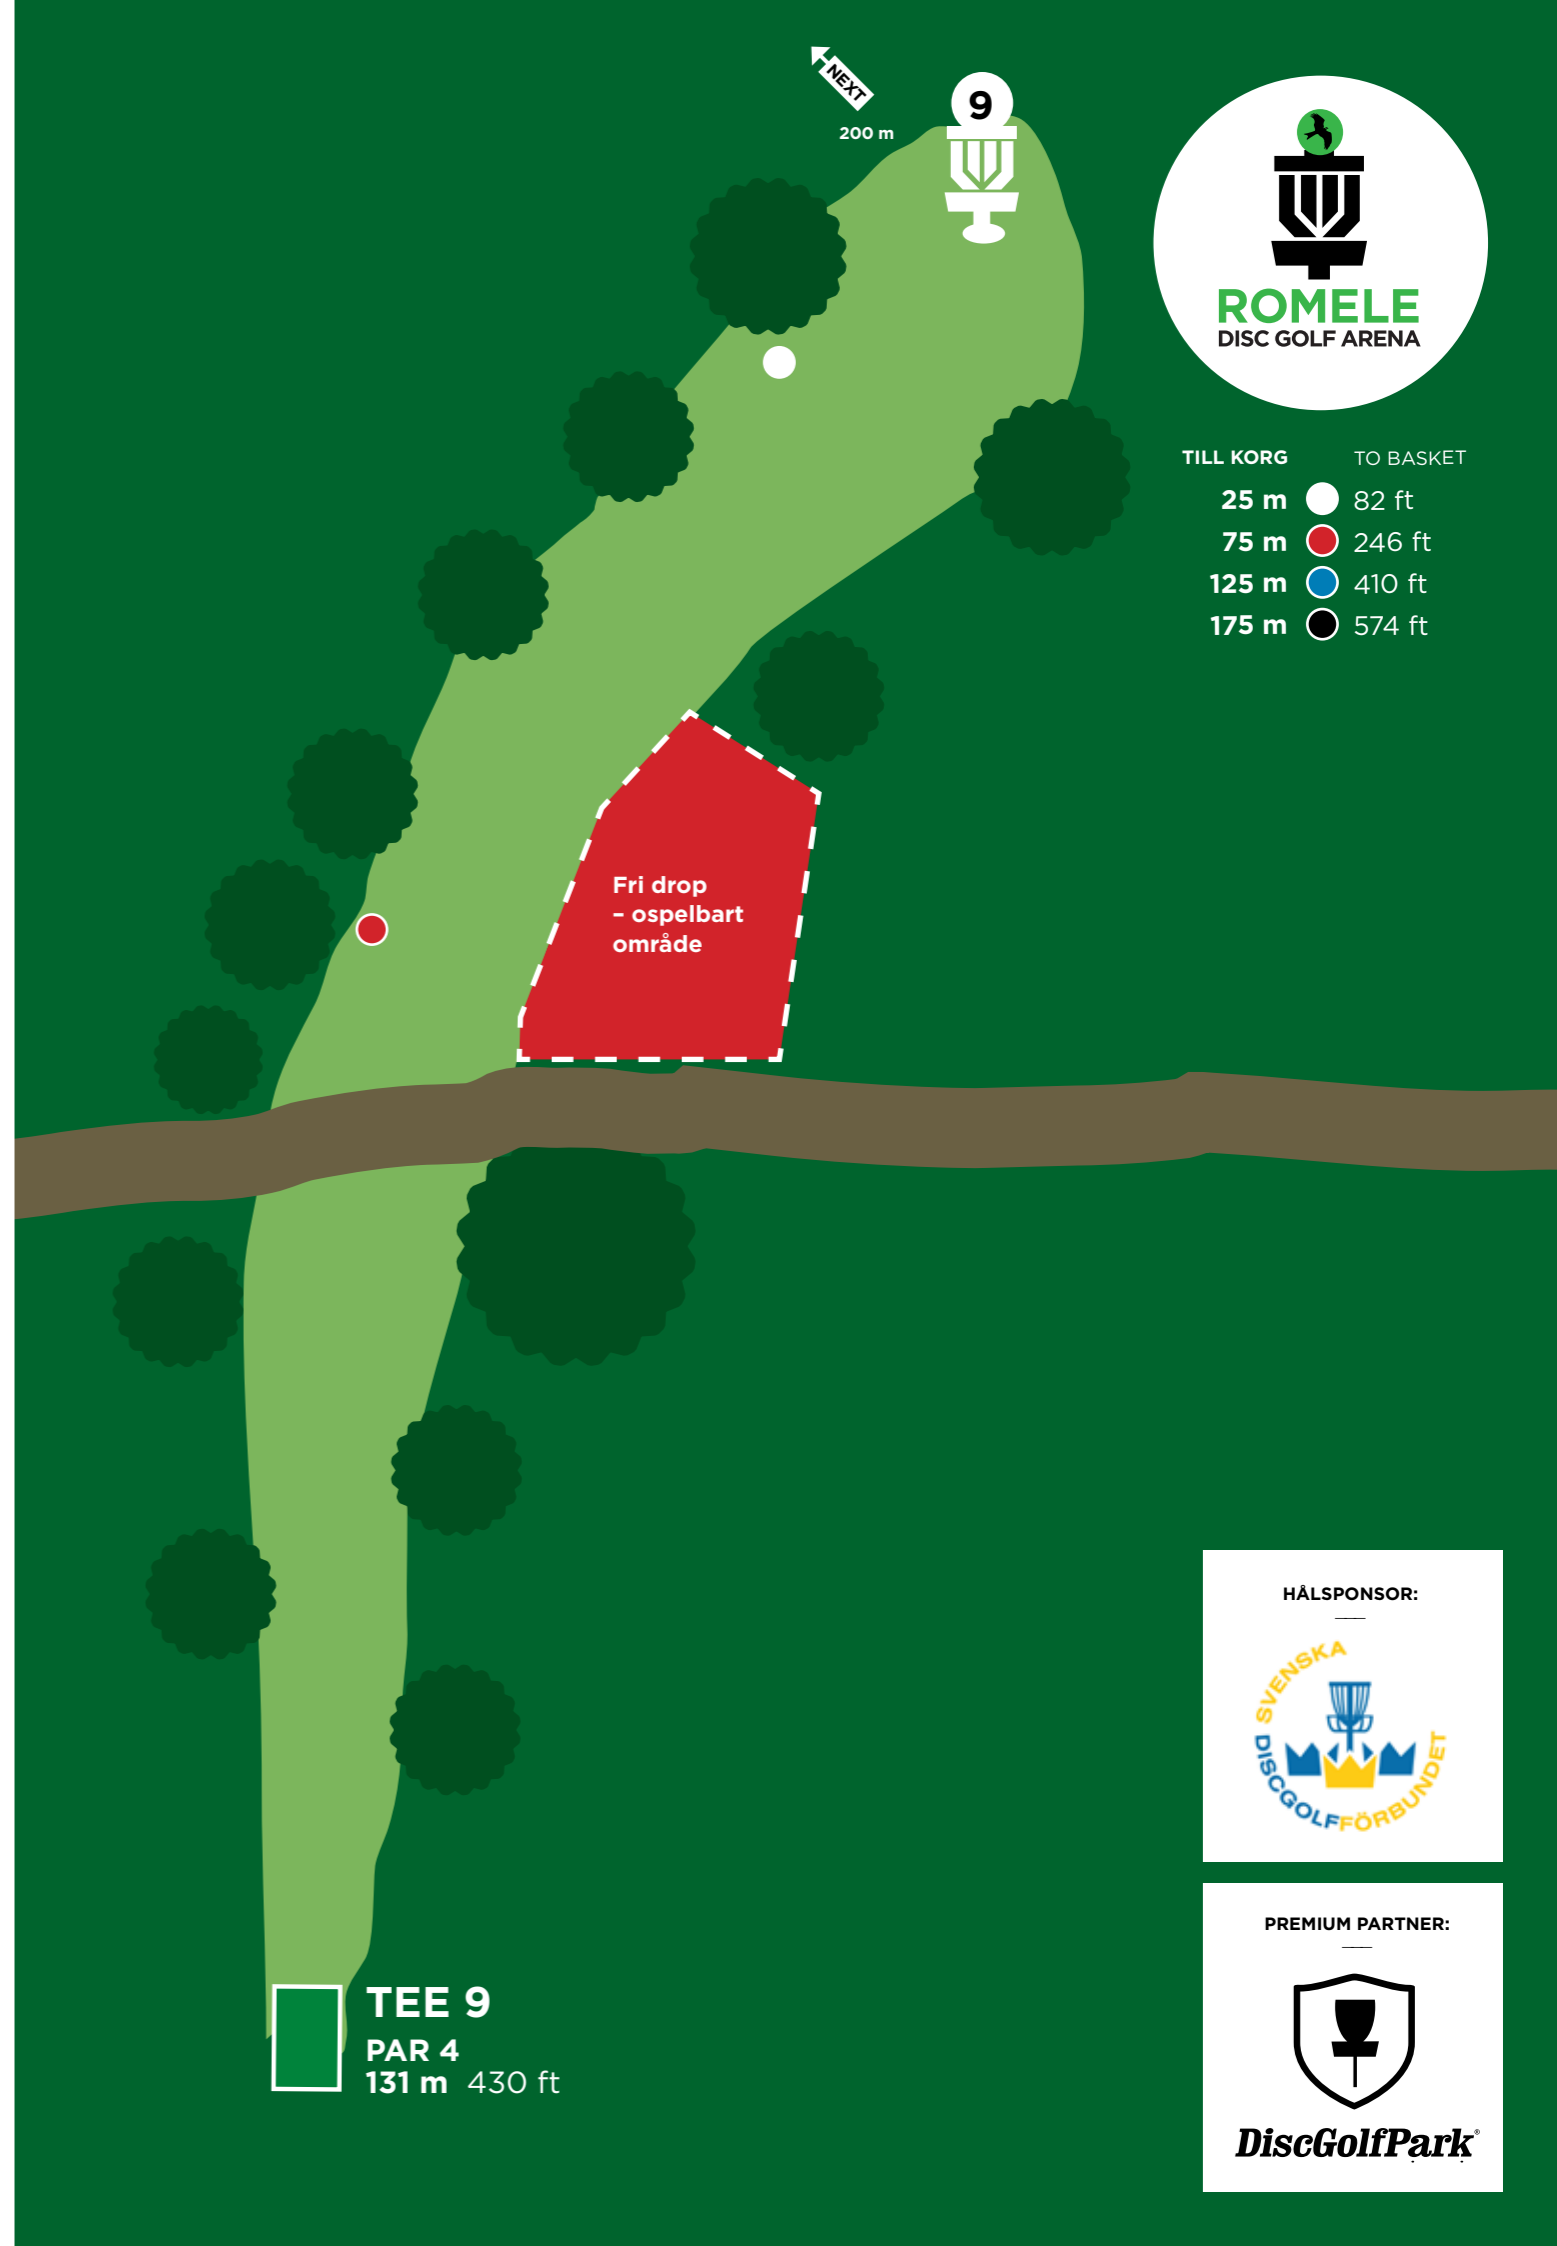 NEXT
200 m
9
ROMELE
DISC GOLF ARENA
TILL KORG TO BASKET
25 m 82 ft
75 m 246 ft
125 m 410 ft
175 m 574 ft
Fri drop
– ospelbart
område
HÅLSPONSOR:
SVENSKA
DISCGOLFFÖRBUNDET
PREMIUM PARTNER:
DiscGolfPark®
TEE 9
PAR 4
131 m 430 ft